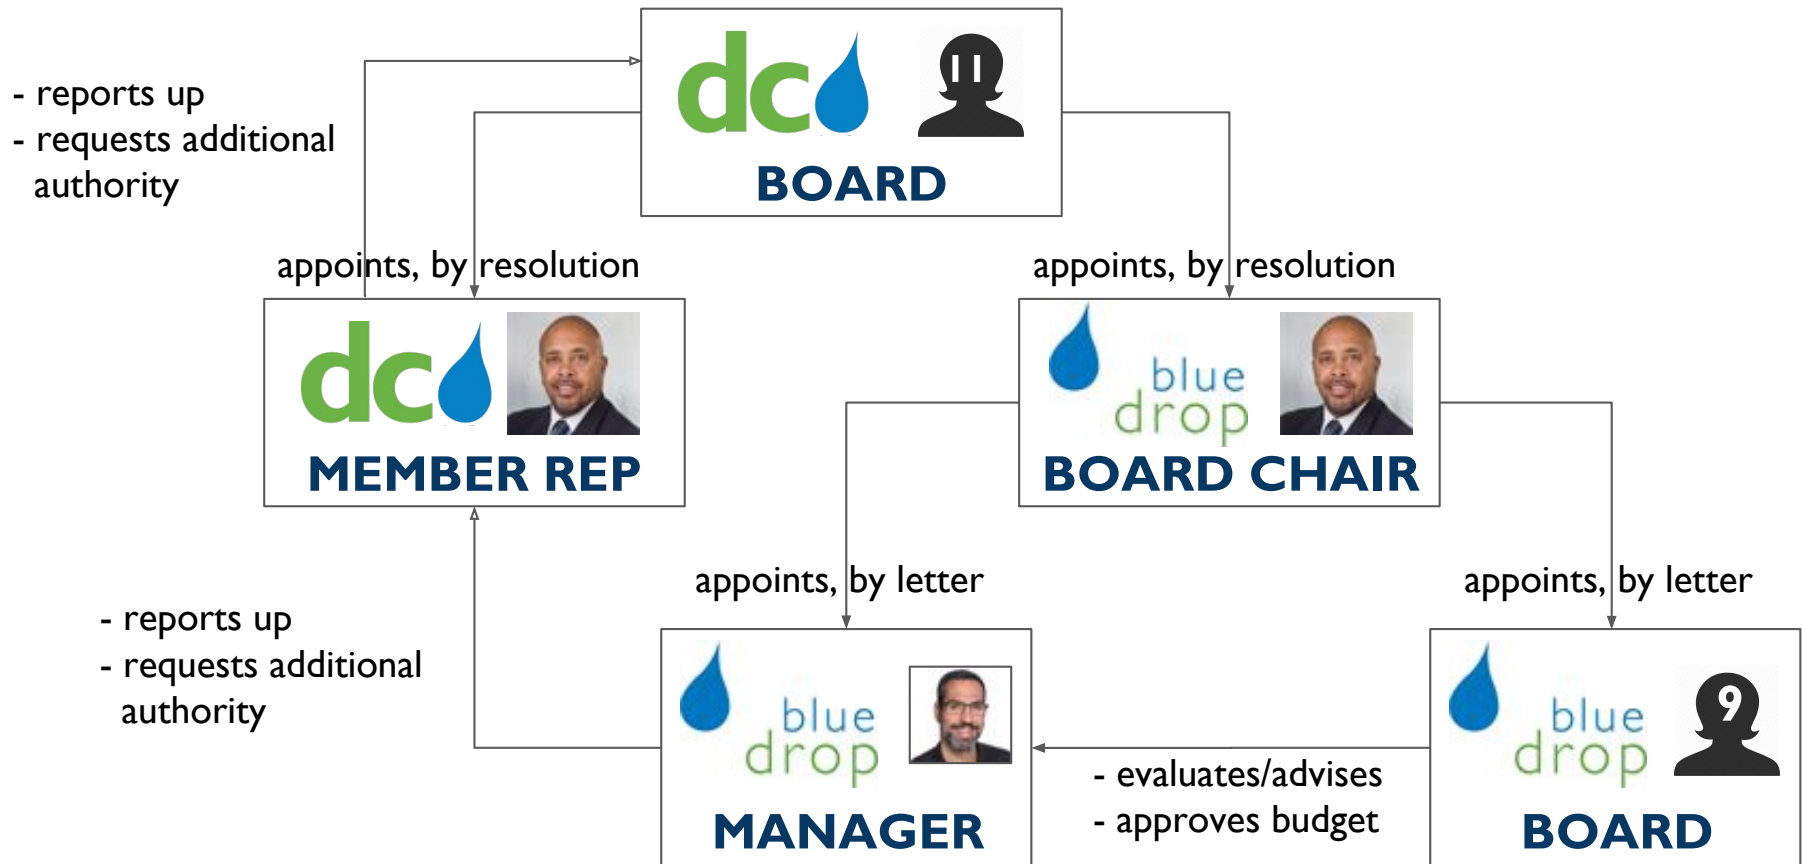 dc
11
BOARD
- reports up
- requests additional
authority
appoints, by resolution
appoints, by resolution
dc
MEMBER REP
blue
drop
BOARD CHAIR
appoints, by letter
appoints, by letter
- reports up
- requests additional
authority
blue
drop
MANAGER
- evaluates/advises
- approves budget
blue
drop
9
BOARD